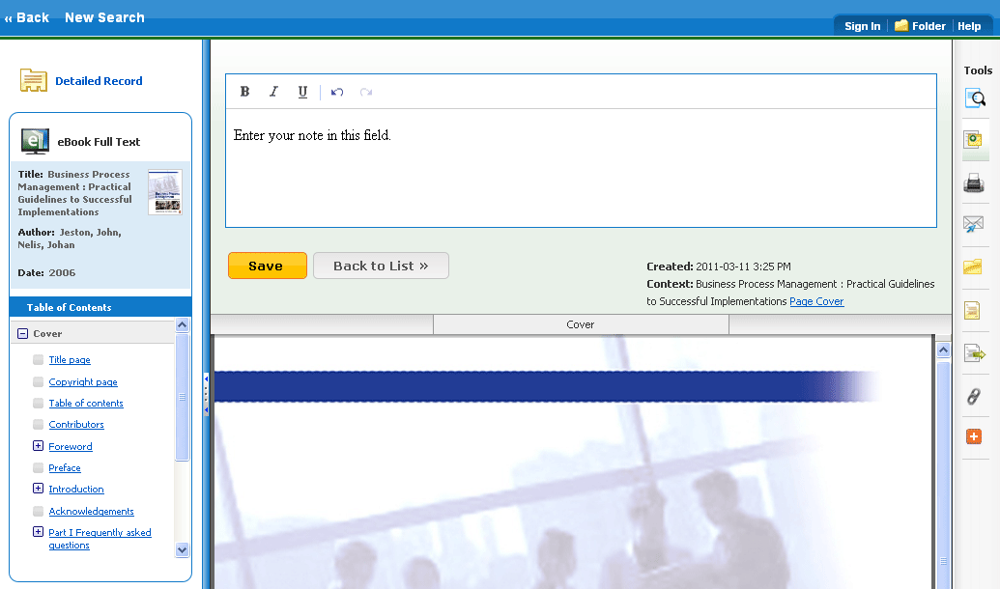 ‹‹ Back New Search
Sign In Folder Help
Detailed Record
eBook Full Text
Title: Business Process
Management : Practical
Guidelines to Successful
Implementations
Author: Jeston, John,
Nelis, Johan
Date: 2006
Table of Contents
Cover
Title page
Copyright page
Table of contents
Contributors
Foreword
Preface
Introduction
Acknowledgements
Part I Frequently asked
questions
B I U
Enter your note in this field.
Save Back to List »
Created: 2011-03-11 3:25 PM
Context: Business Process Management : Practical Guidelines
to Successful Implementations Page Cover
Cover
Tools